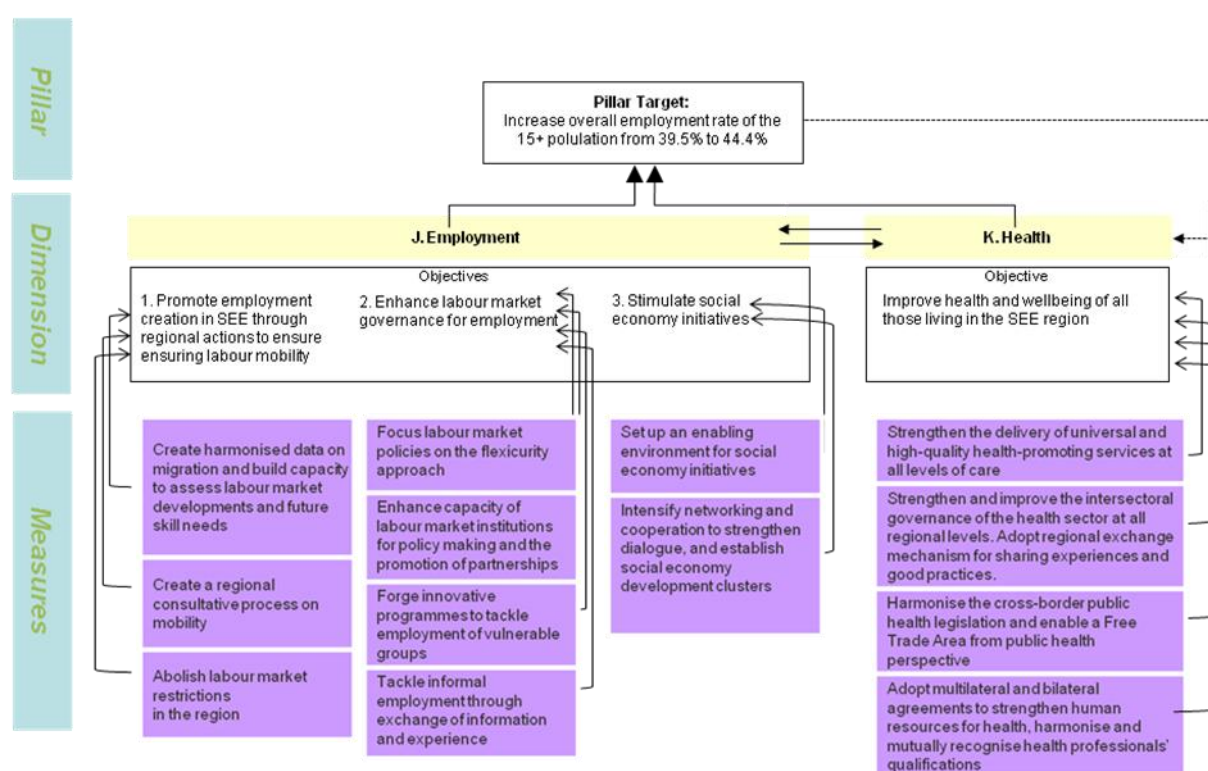 Pillar
Pillar Target:
Increase overall employment rate of the
15+ polulation from 39.5% to 44.4%
Dimension
J. Employment
K. Health
Objectives
1. Promote employment
creation in SEE through
regional actions to ensure
ensuring labour mobility
2. Enhance labour market
governance for employment
3. Stimulate social
economy initiatives
Objective
Improve health and wellbeing of all
those living in the SEE region
Measures
Create harmonised data on
migration and build capacity
to assess labour market
developments and future
skill needs
Create a regional
consultative process on
mobility
Abolish labour market
restrictions
in the region
Focus labour market
policies on the flexicurity
approach
Enhance capacity of
labour market institutions
for policy making and the
promotion of partnerships
Forge innovative
programmes to tackle
employment of vulnerable
groups
Tackle informal
employment through
exchange of information
and experience
Set up an enabling
environment for social
economy initiatives
Intensify networking and
cooperation to strengthen
dialogue, and establish
social economy
development clusters
Strengthen the delivery of universal and
high-quality health-promoting services at
all levels of care
Strengthen and improve the intersectoral
governance of the health sector at all
regional levels. Adopt regional exchange
mechanism for sharing experiences and
good practices.
Harmonise the cross-border public
health legislation and enable a Free
Trade Area from public health
perspective
Adopt multilateral and bilateral
agreements to strengthen human
resources for health, harmonise and
mutually recognise health professionals'
qualifications